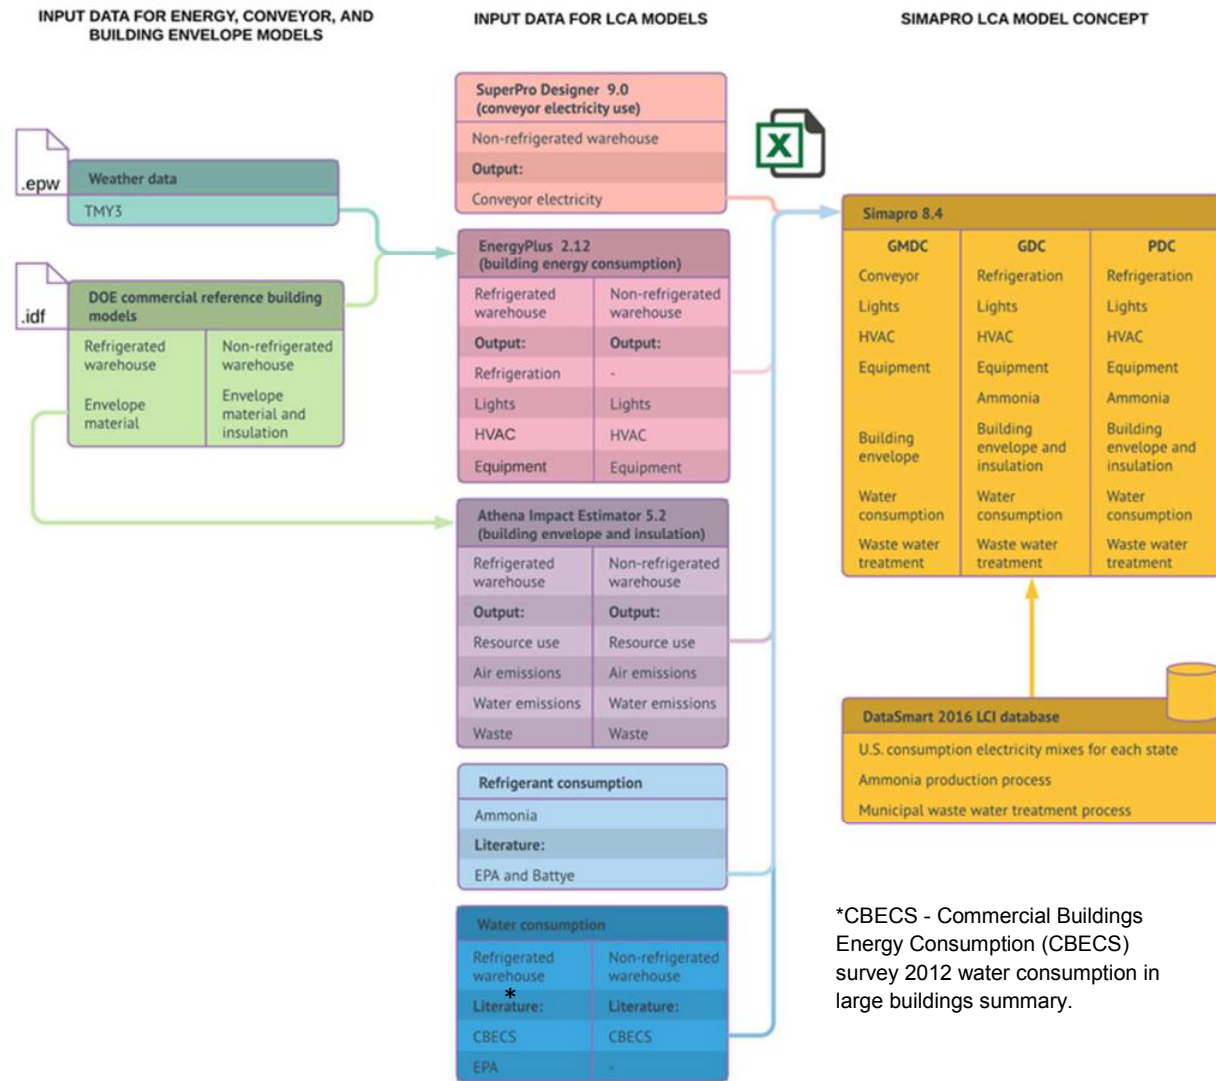 INPUT DATA FOR ENERGY, CONVEYOR, AND
BUILDING ENVELOPE MODELS
INPUT DATA FOR LCA MODELS
SIMAPRO LCA MODEL CONCEPT
.epw
Weather data
TMY3
.idf
DOE commercial reference building
models
Refrigerated
warehouse
Non-refrigerated
warehouse
Envelope
material
Envelope
material and
insulation
SuperPro Designer 9.0
(conveyor electricity use)
Non-refrigerated warehouse
Output:
Conveyor electricity
EnergyPlus 2.12
(building energy consumption)
Refrigerated
warehouse
Non-refrigerated
warehouse
Output:
Output:
Refrigeration
-
Lights
Lights
HVAC
HVAC
Equipment
Equipment
Athena Impact Estimator 5.2
(building envelope and insulation)
Refrigerated
warehouse
Non-refrigerated
warehouse
Output:
Output:
Resource use
Resource use
Air emissions
Air emissions
Water emissions
Water emissions
Waste
Waste
Refrigerant consumption
Ammonia
Literature:
EPA and Battye
Water consumption
Refrigerated
warehouse
Non-refrigerated
warehouse
*
Literature:
Literature:
CBECS
CBECS
EPA
-
X
Simapro 8.4
GMDC
GDC
PDC
Conveyor
Refrigeration
Refrigeration
Lights
Lights
Lights
HVAC
HVAC
HVAC
Equipment
Equipment
Equipment
Ammonia
Ammonia
Building
envelope
Building
envelope and
insulation
Building
envelope and
insulation
Water
consumption
Water
consumption
Water
consumption
Waste water
treatment
Waste water
treatment
Waste water
treatment
DataSmart 2016 LCI database
U.S. consumption electricity mixes for each state
Ammonia production process
Municipal waste water treatment process
*CBECS - Commercial Buildings
Energy Consumption (CBECS)
survey 2012 water consumption in
large buildings summary.